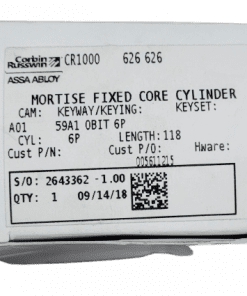 Corbin Russwin CR1000 626 626
ASSA ABLOY
MORTISE FIXED CORE CYLINDER
CAM: KEYWAY/KEYING: KEYSET:
A01 59A1 0BIT 6P
CYL: 6P LENGTH: 118
Cust P/N: Cust P/O: Hware:
005611215
S/O: 2643362 -1.00
QTY: 1 09/14/18